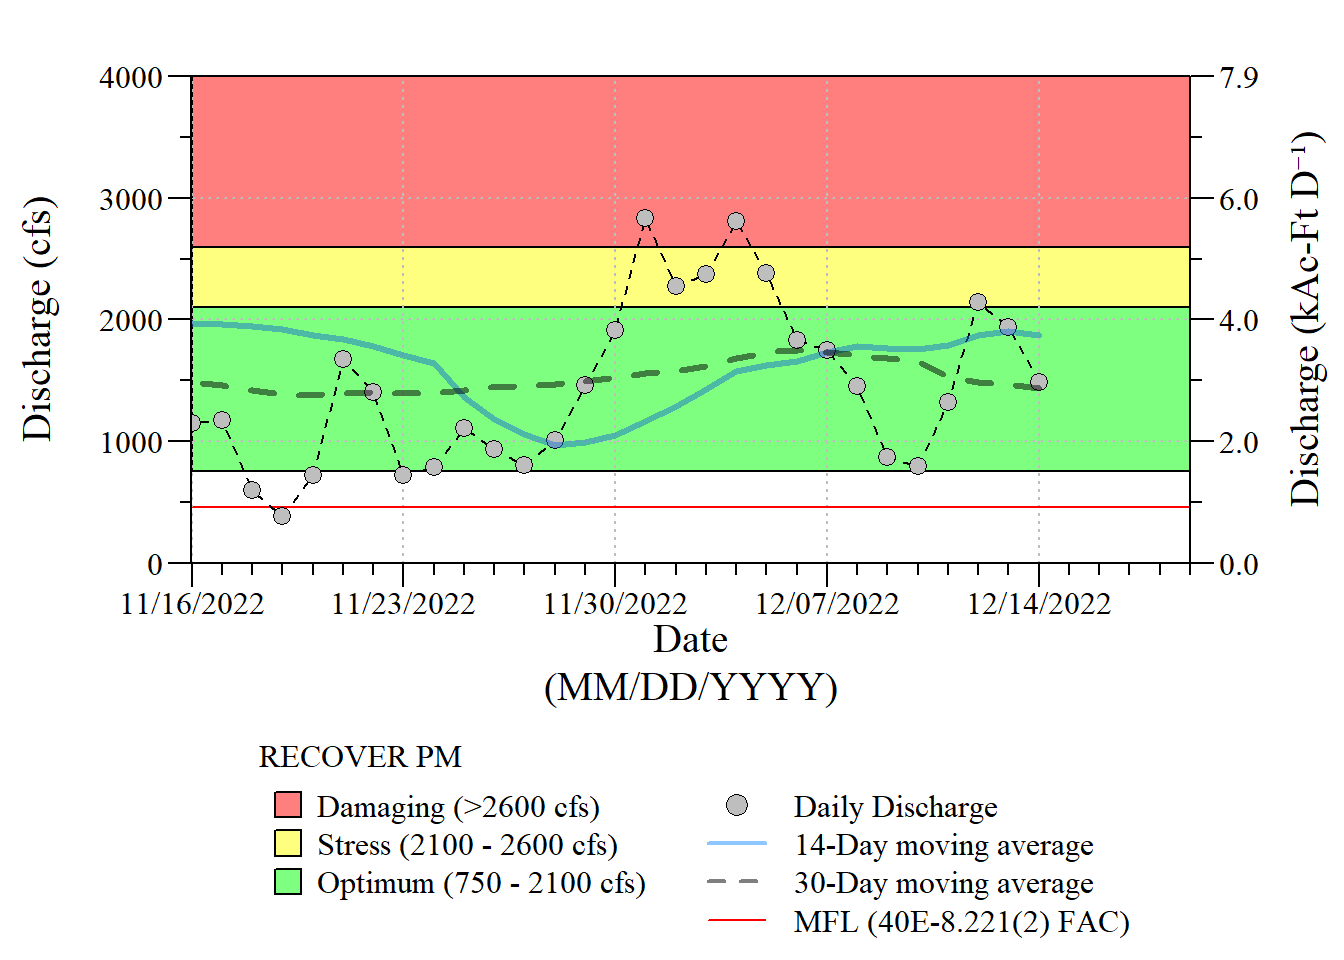 4000
3000
2000
1000
0
Discharge (cfs)
7.9
6.0
4.0
2.0
0.0
Discharge (kAc-Ft D⁻¹)
11/16/2022 11/23/2022 11/30/2022 12/07/2022 12/14/2022
Date
(MM/DD/YYYY)
RECOVER PM
Damaging (>2600 cfs)
Stress (2100 - 2600 cfs)
Optimum (750 - 2100 cfs)
Daily Discharge
14-Day moving average
30-Day moving average
MFL (40E-8.221(2) FAC)